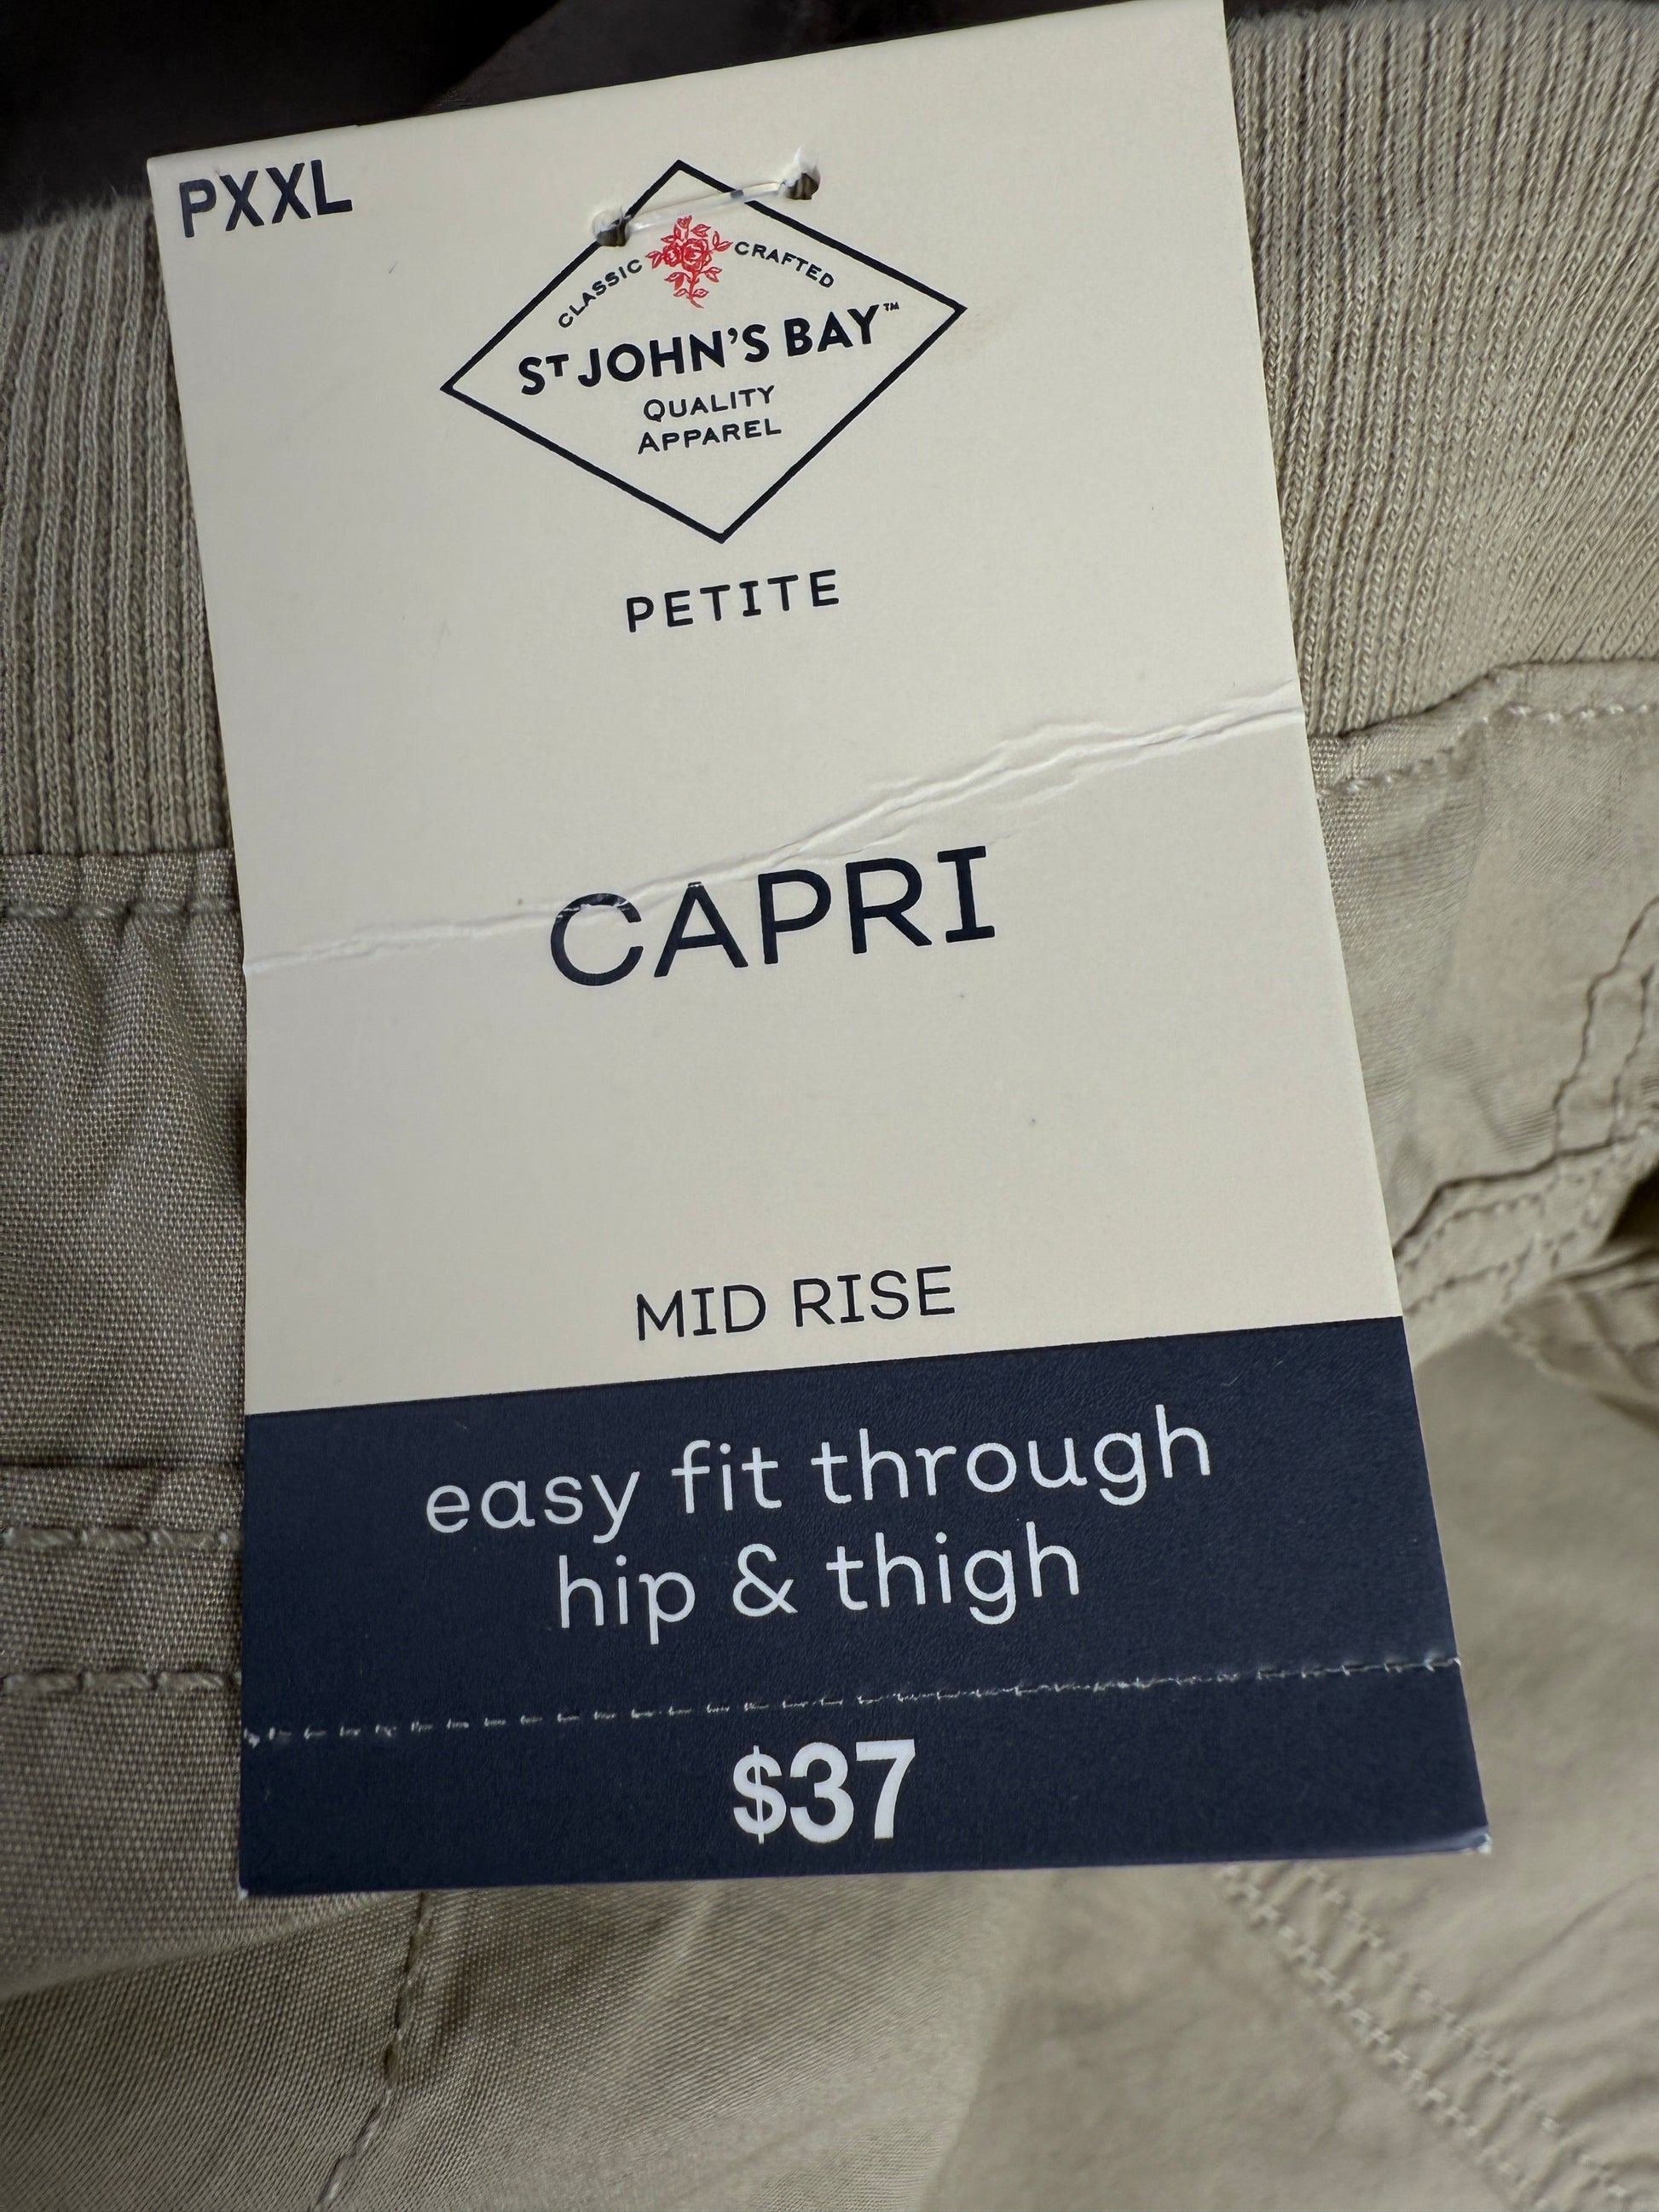 PXXL
CLASSIC CRAFTED
ST JOHN'S BAY™
QUALITY
APPAREL
PETITE
CAPRI
MID RISE
easy fit through
hip & thigh
$37